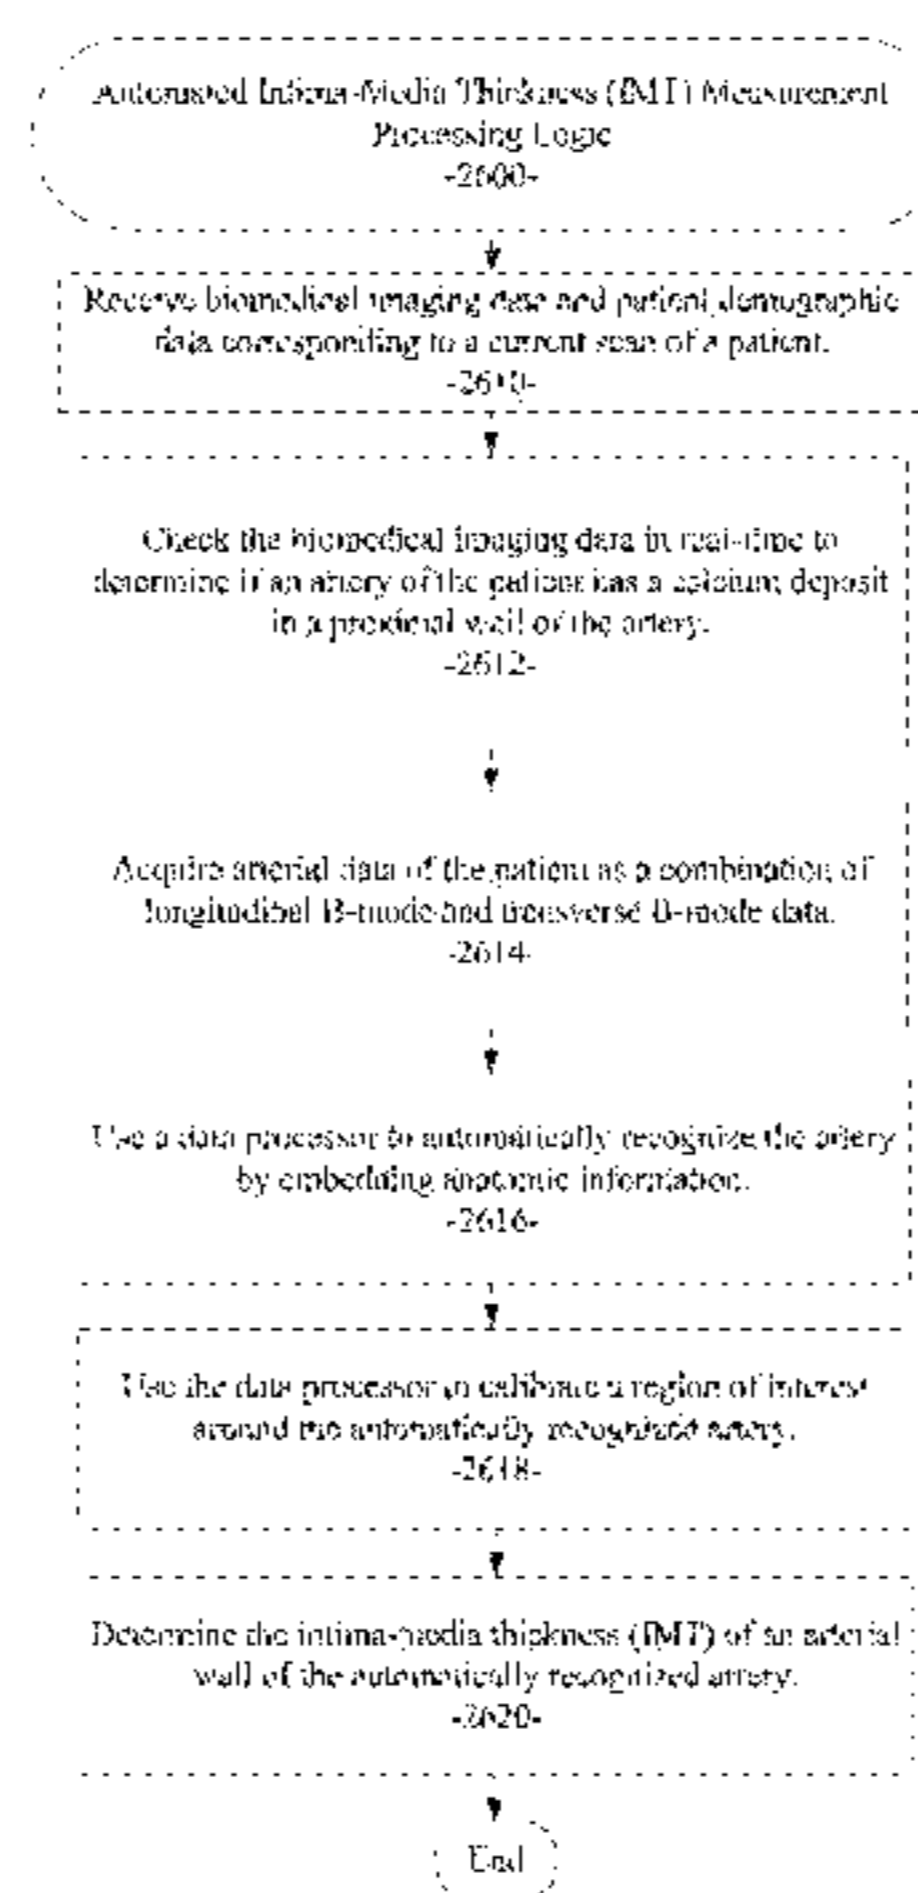 Automated Intima-Media Thickness (IMT) Measurement
Processing Logic
-2600-
Receive biomedical imaging data and patient demographic
data corresponding to a current scan of a patient.
-2610-
Check the biomedical imaging data in real-time to
determine if an artery of the patient has a calcium deposit
in a proximal wall of the artery.
-2612-
Acquire arterial data of the patient as a combination of
longitudinal B-mode and transverse B-mode data.
-2614-
Use a data processor to automatically recognize the artery
by embedding anatomic information.
-2616-
Use the data processor to calibrate a region of interest
around the automatically recognized artery.
-2618-
Determine the intima-media thickness (IMT) of an arterial
wall of the automatically recognized artery.
-2620-
End